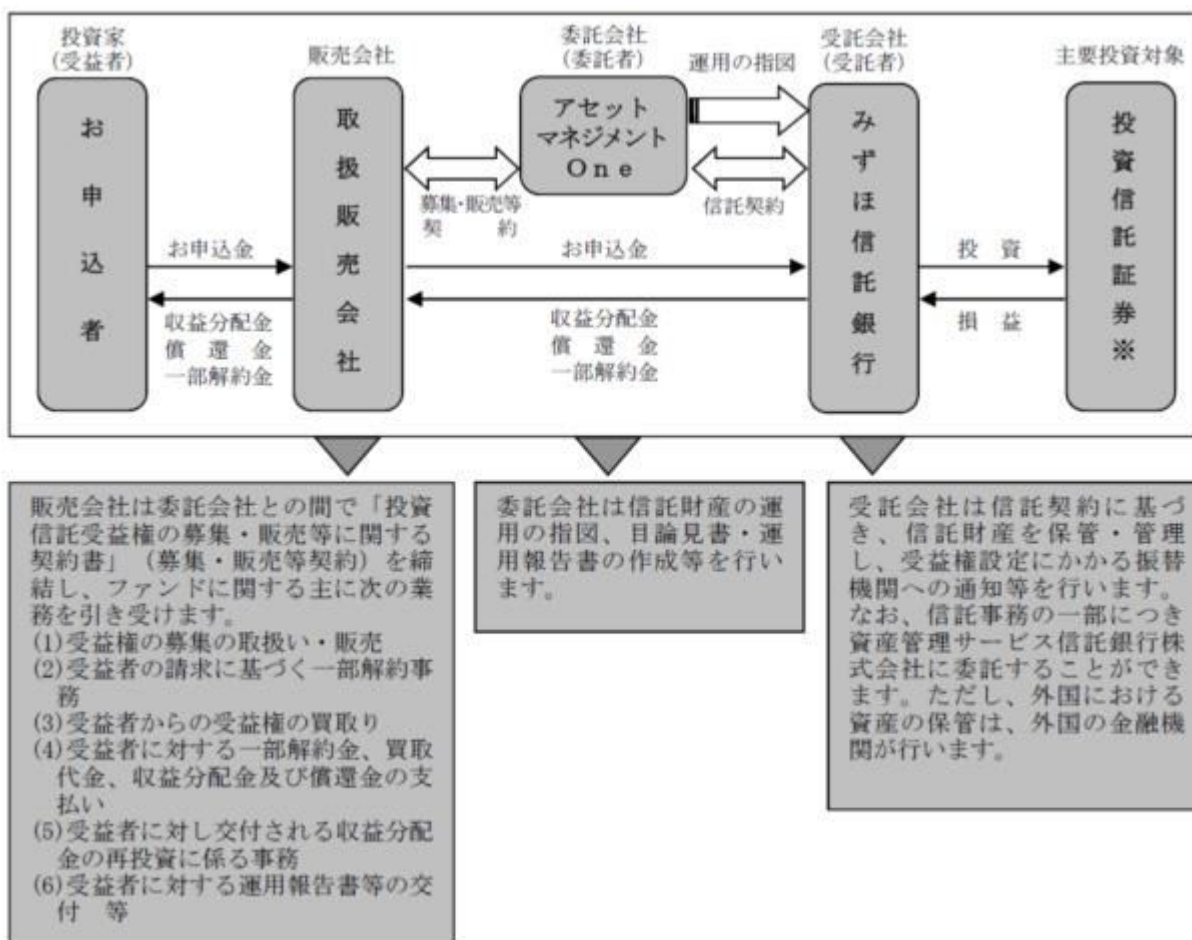 投資家
(受益者)
販売会社
委託会社
(委託者)
運用の指図
受託会社
(受託者)
主要投資対象
お申込者
取扱販売会社
アセット
マネジメント
One
みずほ信託銀行
投資信託証券※
募集・販売等
契 約
信託契約
お申込金
お申込金
投 資
収益分配金
償 還 金
一部解約金
収益分配金
償 還 金
一部解約金
損 益
販売会社は委託会社との間で「投資
信託受益権の募集・販売等に関する
契約書」（募集・販売等契約）を締
結し、ファンドに関する主に次の業
務を引き受けます。
(1)受益権の募集の取扱い・販売
(2)受益者の請求に基づく一部解約事
務
(3)受益者からの受益権の買取り
(4)受益者に対する一部解約金、買取
代金、収益分配金及び償還金の支
払い
(5)受益者に対し交付される収益分配
金の再投資に係る事務
(6)受益者に対する運用報告書等の交
付 等
委託会社は信託財産の運
用の指図、目論見書・運
用報告書の作成等を行い
ます。
受託会社は信託契約に基づ
き、信託財産を保管・管理
し、受益権設定にかかる振替
機関への通知等を行います。
なお、信託事務の一部につき
資産管理サービス信託銀行株
式会社に委託することができ
ます。ただし、外国における
資産の保管は、外国の金融機
関が行います。